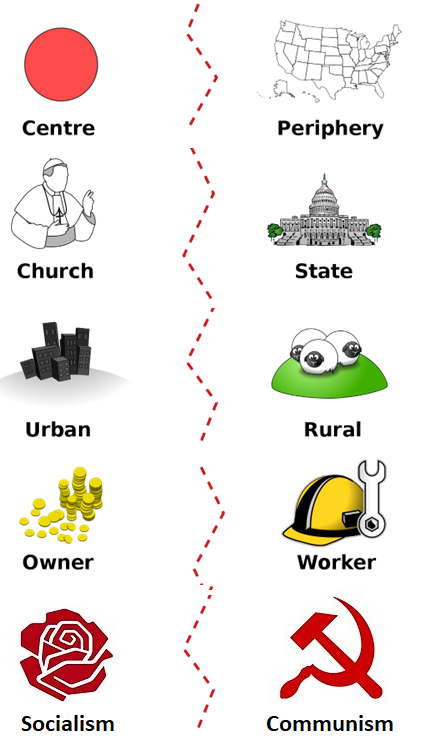 Centre
Periphery
Church
State
Urban
Rural
Owner
Worker
Socialism
Communism